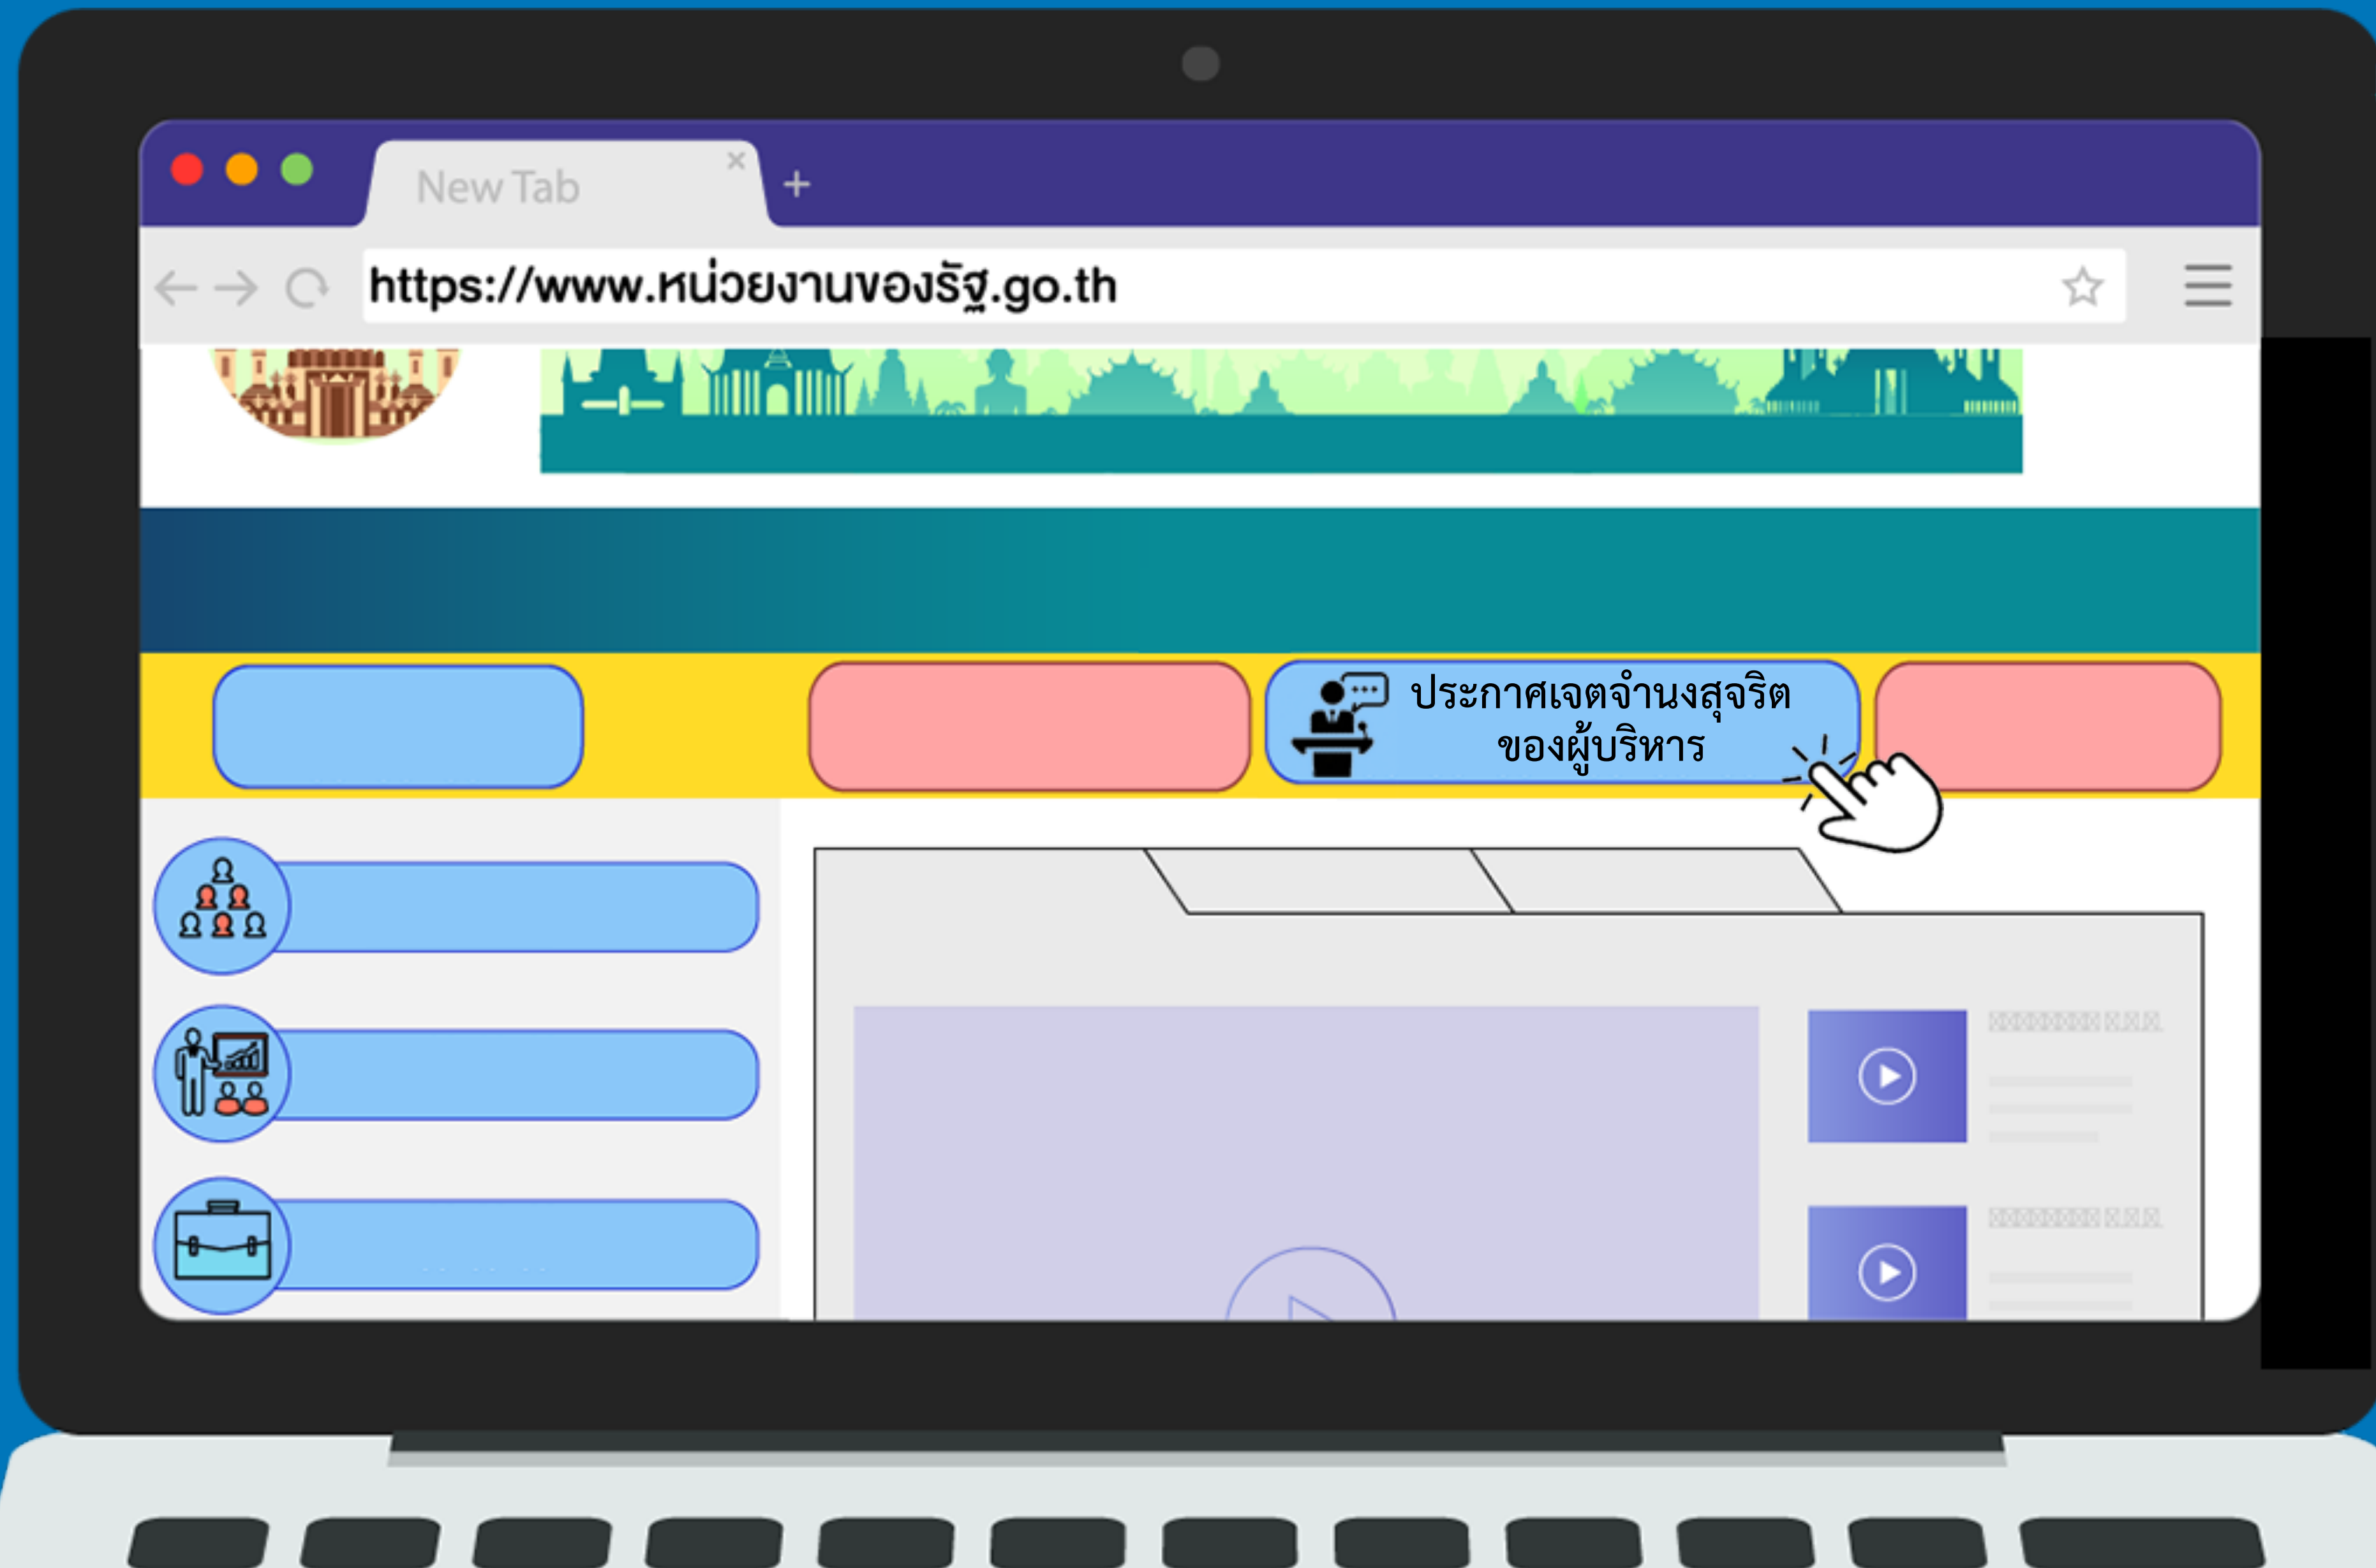 New Tab
https://www.หน่วยงานของรัฐ.go.th
ประกาศเจตจำนงสุจริต
ของผู้บริหาร